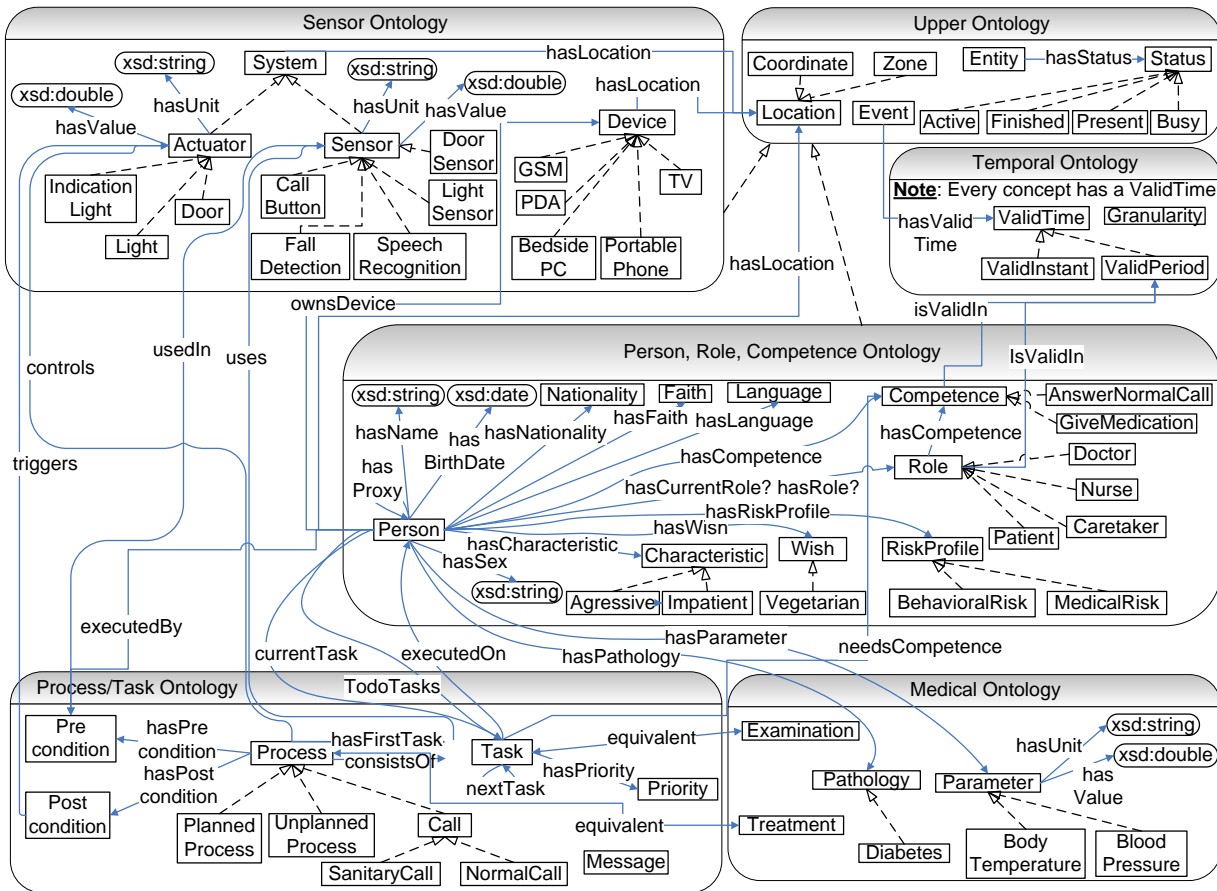 Sensor Ontology
xsd:string
System
xsd:string
xsd:double
xsd:double
hasUnit
hasUnit
hasValue
hasValue
hasLocation
hasLocation
Actuator
Sensor
Door
Sensor
Device
Indication
Light
Door
Light
Call
Button
Light
Sensor
Fall
Detection
Speech
Recognition
GSM
PDA
TV
Bedside
PC
Portable
Phone
Upper Ontology
Coordinate
Zone
Entity
hasStatus
Status
Location
Event
Active
Finished
Present
Busy
Temporal Ontology
Note: Every concept has a ValidTime
hasValid
Time
ValidTime
Granularity
ValidInstant
ValidPeriod
hasLocation
ownsDevice
isValidIn
IsValidIn
controls
usedIn
uses
triggers
executedBy
Person, Role, Competence Ontology
xsd:string
xsd:date
Nationality
Faith
Language
Competence
AnswerNormalCall
GiveMedication
hasName
has
BirthDate
hasNationality
hasFaith
hasLanguage
hasCompetence
hasCompetence
Role
Doctor
Nurse
Caretaker
Patient
has
Proxy
hasCurrentRole? hasRole?
hasRiskProfile
Person
hasWisn
hasCharacteristic
hasSex
xsd:string
Characteristic
Wish
RiskProfile
Agressive
Impatient
Vegetarian
BehavioralRisk
MedicalRisk
currentTask
executedOn
TodoTasks
hasParameter
hasPathology
needsCompetence
Process/Task Ontology
Pre
condition
hasPre
condition
Process
hasFirstTask
consistsOf
Task
hasPost
condition
Post
condition
nextTask
hasPriority
Priority
equivalent
equivalent
Planned
Process
Unplanned
Process
Call
SanitaryCall
NormalCall
Message
Medical Ontology
Examination
xsd:string
hasUnit
xsd:double
Pathology
Parameter
has
Value
Treatment
Diabetes
Body
Temperature
Blood
Pressure